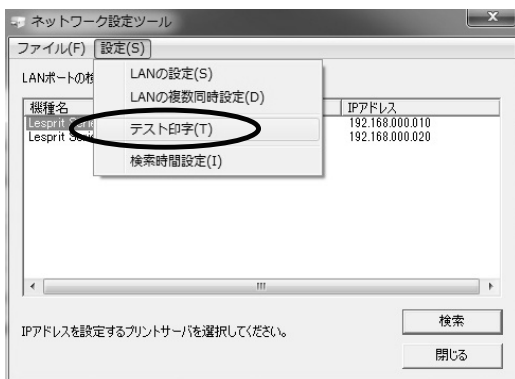 ネットワーク設定ツール
ファイル(F) 設定(S)
LANポートの検
LANの設定(S)
LANの複数同時設定(D)
テスト印字(T)
検索時間設定(I)
機種名 IPアドレス
Lesprit Serie 192.168.000.010
Lesprit Serie 192.168.000.020
IPアドレスを設定するプリントサーバを選択してください。
検索
閉じる